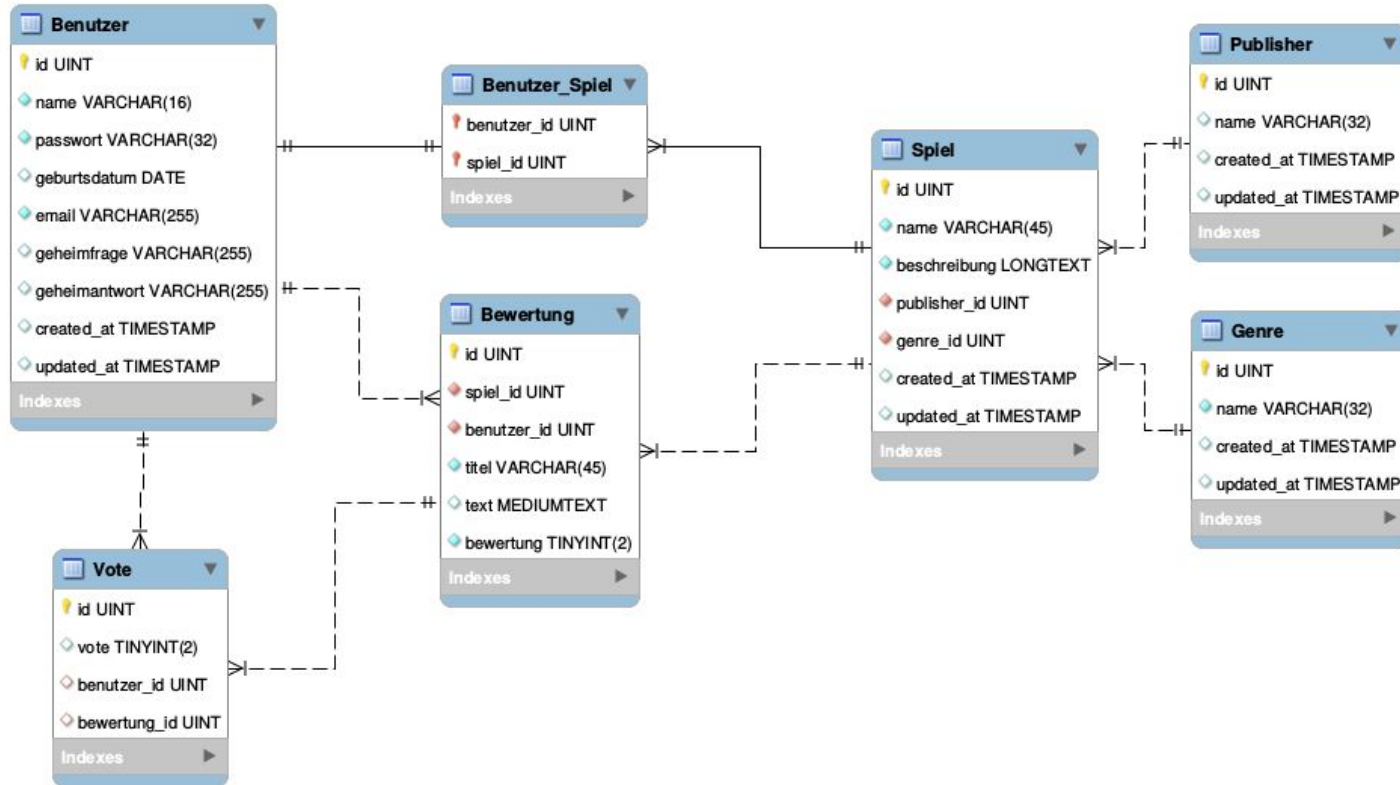 Benutzer
id UINT
name VARCHAR(16)
passwort VARCHAR(32)
geburtsdatum DATE
email VARCHAR(255)
geheimfrage VARCHAR(255)
geheimantwort VARCHAR(255)
created_at TIMESTAMP
updated_at TIMESTAMP
Indexes
Benutzer_Spiel
benutzer_id UINT
spiel_id UINT
Indexes
Bewertung
id UINT
spiel_id UINT
benutzer_id UINT
titel VARCHAR(45)
text MEDIUMTEXT
bewertung TINYINT(2)
Indexes
Vote
id UINT
vote TINYINT(2)
benutzer_id UINT
bewertung_id UINT
Indexes
Spiel
id UINT
name VARCHAR(45)
beschreibung LONGTEXT
publisher_id UINT
genre_id UINT
created_at TIMESTAMP
updated_at TIMESTAMP
Indexes
Publisher
id UINT
name VARCHAR(32)
created_at TIMESTAMP
updated_at TIMESTAMP
Indexes
Genre
id UINT
name VARCHAR(32)
created_at TIMESTAMP
updated_at TIMESTAMP
Indexes